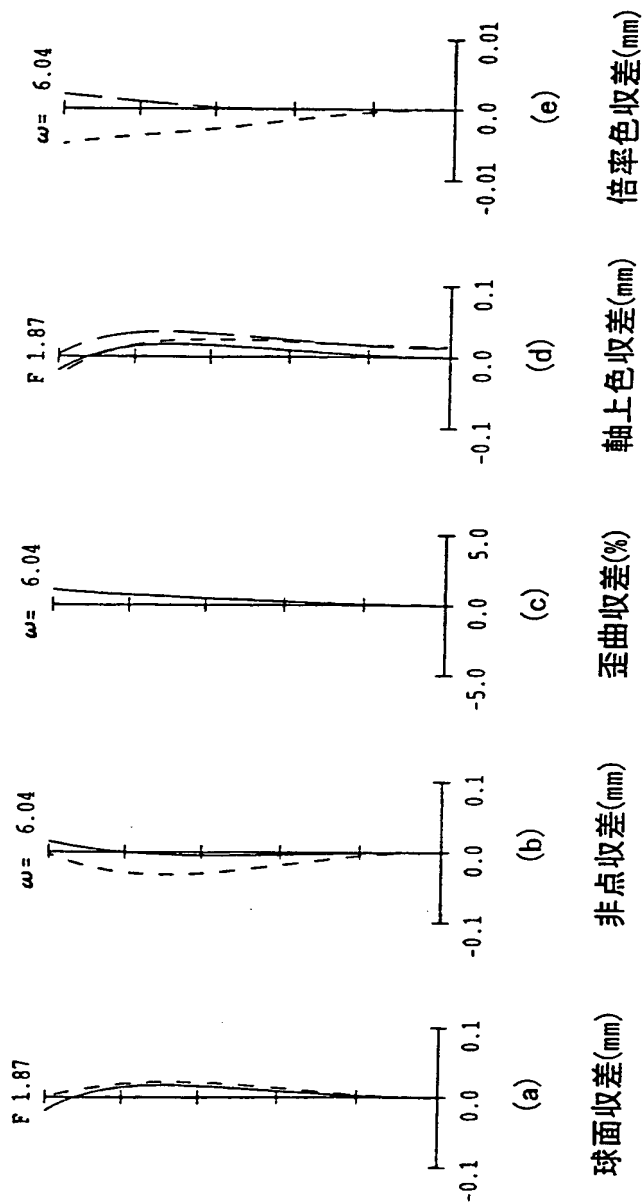 F 1.87
-0.1 0.0 0.1
(a)
球面収差(mm)
ω= 6.04
-0.1 0.0 0.1
(b)
非点収差(mm)
ω= 6.04
-5.0 0.0 5.0
(c)
歪曲収差(%)
F 1.87
-0.1 0.0 0.1
(d)
軸上色収差(mm)
ω= 6.04
-0.01 0.0 0.01
(e)
倍率色収差(mm)